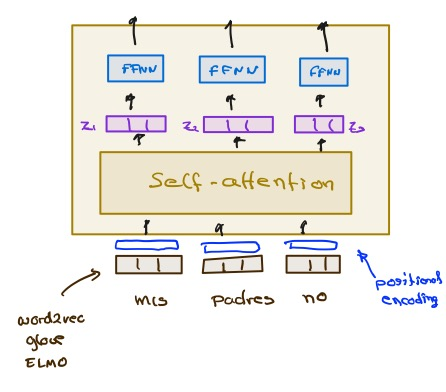 FFNN FFNN FFNN
Z1 Z2 Z3
Self-attention
mis padres no
positional
encoding
word2vec
glove
ELMO